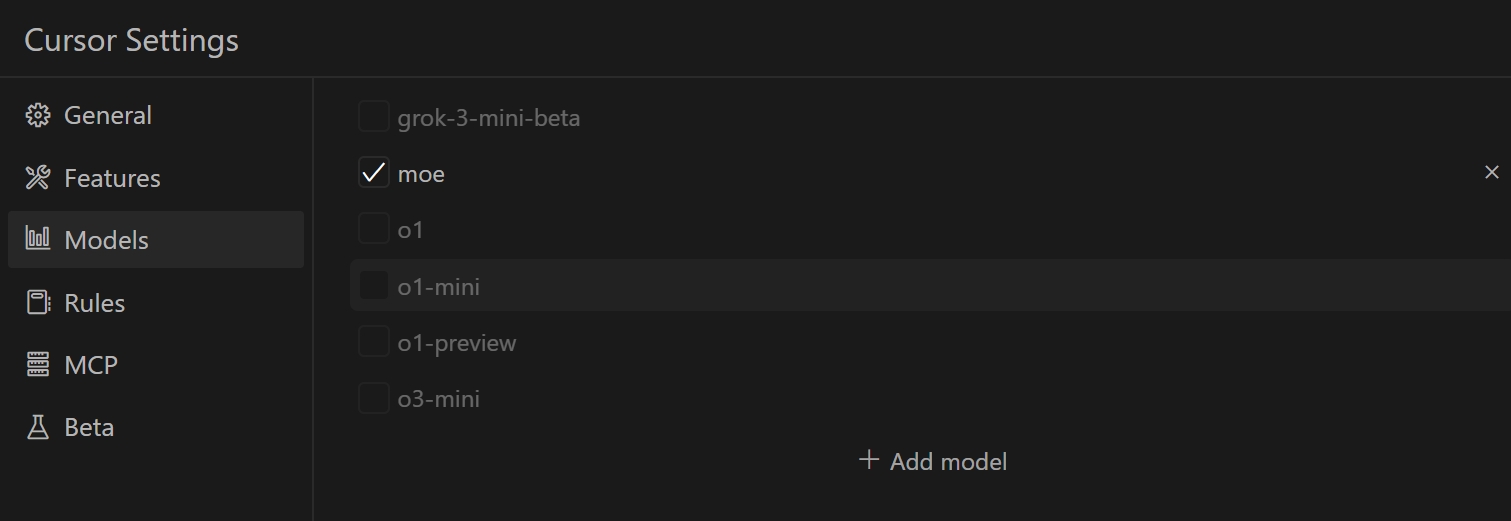 Cursor Settings
General
Features
Models
Rules
MCP
Beta
grok-3-mini-beta
moe
o1
o1-mini
o1-preview
o3-mini
+ Add model